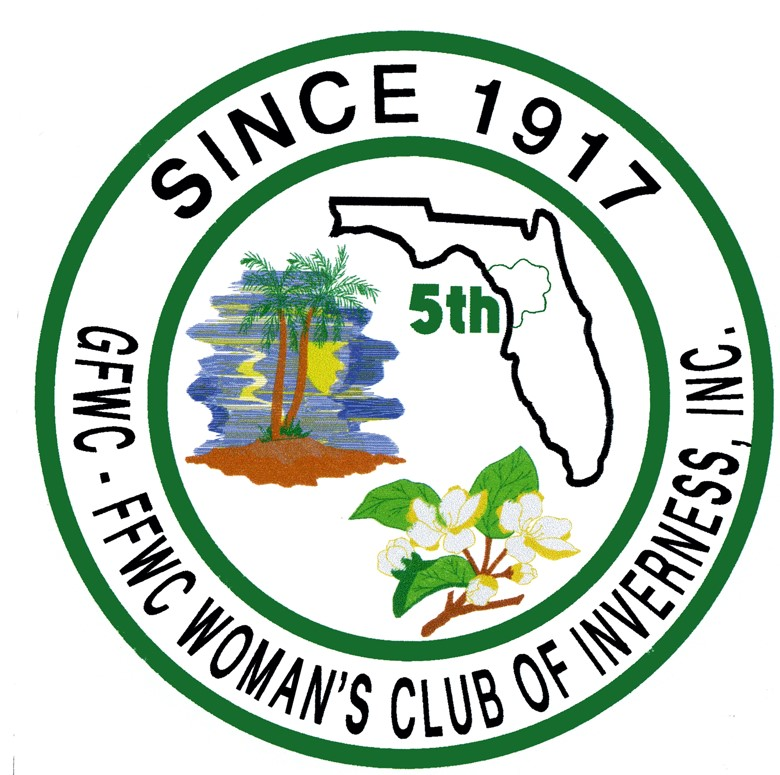 SINCE 1917
5th
GFWC - FFWC WOMAN'S CLUB OF INVERNESS, INC.